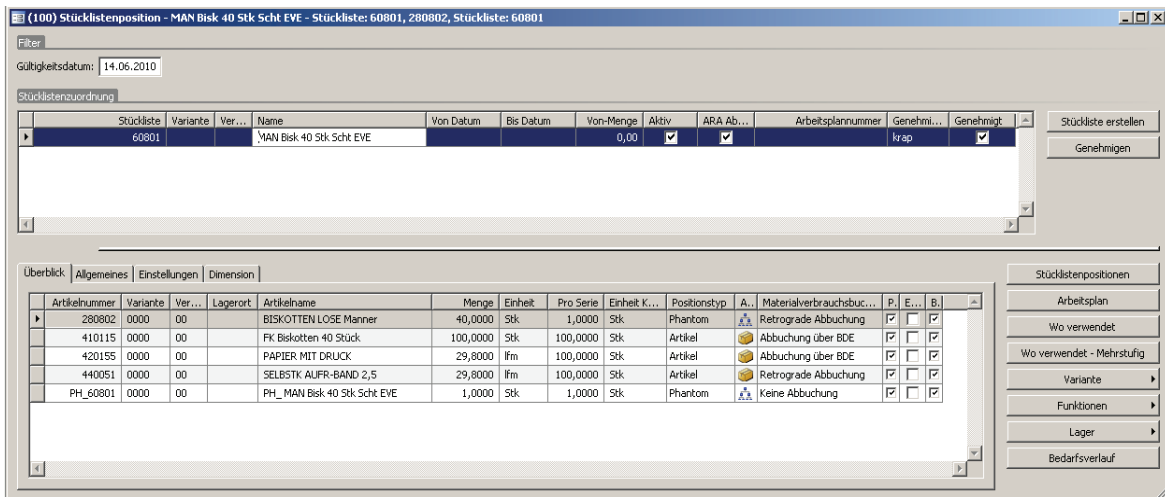 (100) Stücklistenposition - MAN Bisk 40 Stk Scht EVE - Stückliste: 60801, 280802, Stückliste: 60801
Filter
Gültigkeitsdatum: 14.06.2010
Stücklistenzuordnung
Stückliste Variante Ver... Name Von Datum Bis Datum Von-Menge Aktiv ARA Ab... Arbeitsplannummer Genehmi... Genehmigt
60801 MAN Bisk 40 Stk Scht EVE 0,00 krap
Stückliste erstellen
Genehmigen
Überblick Allgemeines Einstellungen Dimension
Artikelnummer Variante Ver... Lagerort Artikelname Menge Einheit Pro Serie Einheit K... Positionstyp A.. Materialverbrauchsbuc... P. E... B.
280802 0000 00 BISKOTTEN LOSE Manner 40,0000 Stk 1,0000 Stk Phantom Retrograde Abbuchung
410115 0000 00 FK Biskotten 40 Stück 100,0000 Stk 100,0000 Stk Artikel Abbuchung über BDE
420155 0000 00 PAPIER MIT DRUCK 29,8000 lfm 100,0000 Stk Artikel Abbuchung über BDE
440051 0000 00 SELBSTK AUFR-BAND 2,5 29,8000 lfm 100,0000 Stk Artikel Retrograde Abbuchung
PH_60801 0000 00 PH_ MAN Bisk 40 Stk Scht EVE 1,0000 Stk 1,0000 Stk Phantom Keine Abbuchung
Stücklistenpositionen
Arbeitsplan
Wo verwendet
Wo verwendet - Mehrstufig
Variante
Funktionen
Lager
Bedarfsverlauf